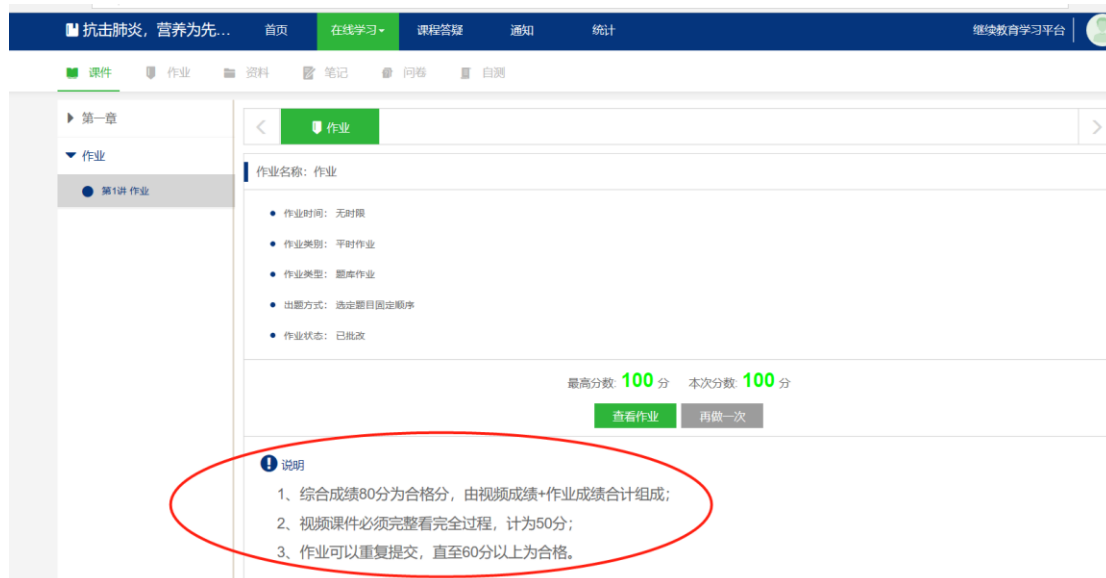 抗击肺炎，营养为先... 首页 在线学习 课程答疑 通知 统计 继续教育学习平台
课件 作业 资料 笔记 问卷 自测
第一章
作业
作业
第1讲 作业
作业名称：作业
作业时间： 无时限
作业类别： 平时作业
作业类型： 题库作业
出题方式： 选定题目固定顺序
作业状态： 已批改
最高分数: 100 分 本次分数: 100 分
查看作业 再做一次
说明
1、综合成绩80分为合格分，由视频成绩+作业成绩合计组成；
2、视频课件必须完整看完全过程，计为50分；
3、作业可以重复提交，直至60分以上为合格。